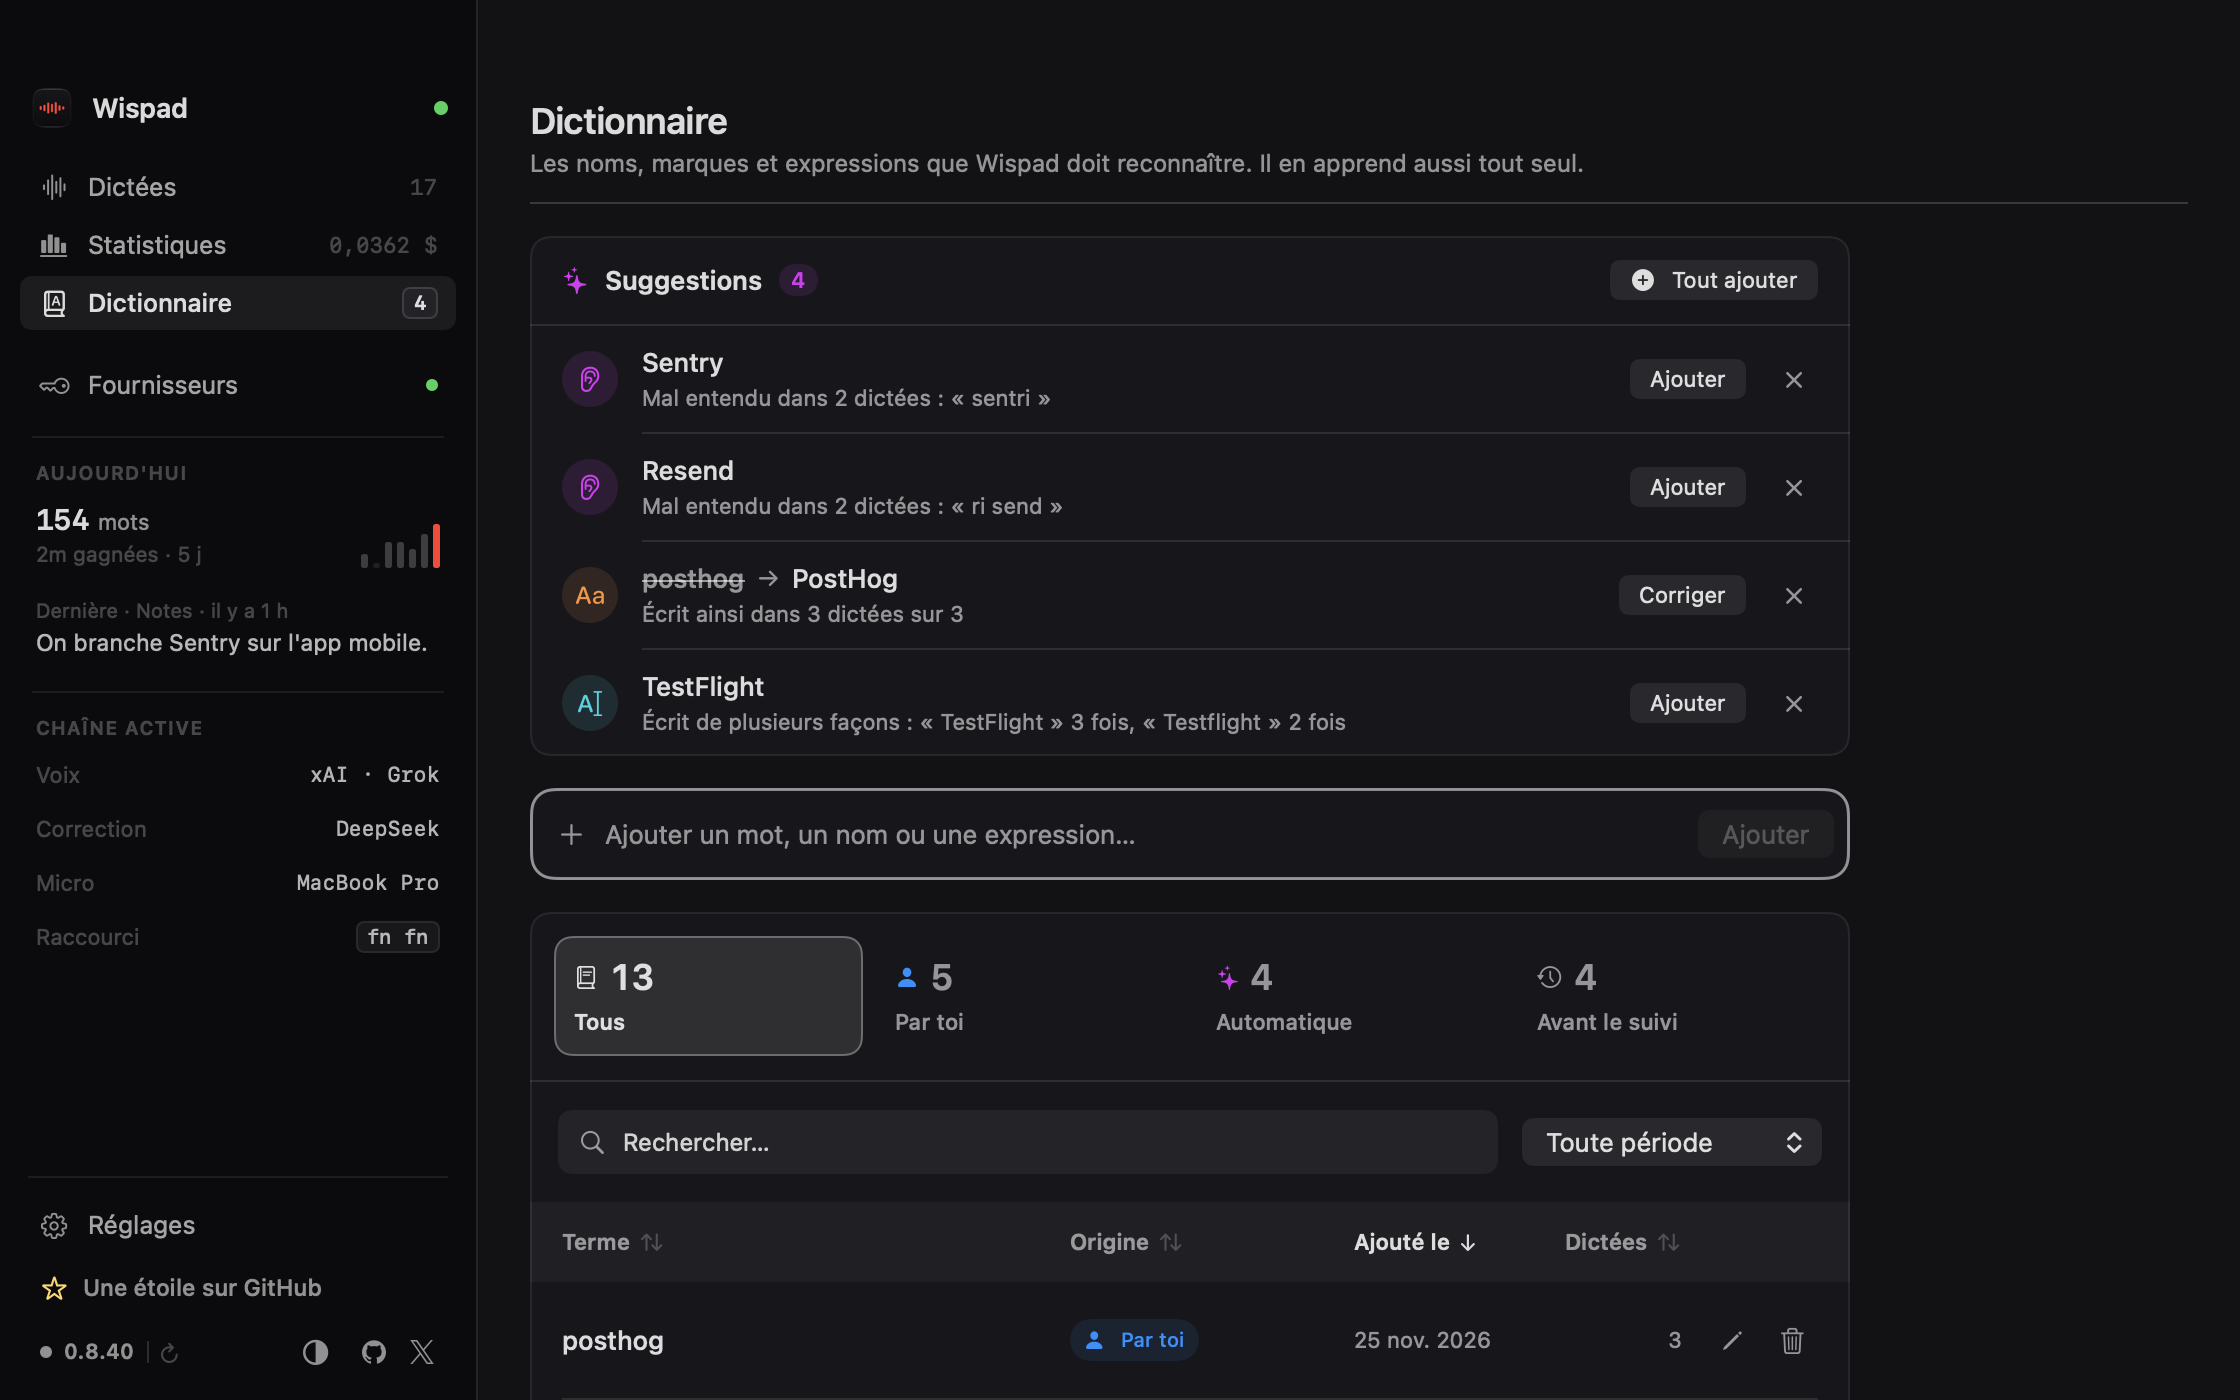 Wispad
Dictées 17
Statistiques 0,0362 $
Dictionnaire 4
Fournisseurs
AUJOURD'HUI
154 mots
2m gagnées · 5 j
Dernière · Notes · il y a 1 h
On branche Sentry sur l'app mobile.
CHAÎNE ACTIVE
Voix xAI · Grok
Correction DeepSeek
Micro MacBook Pro
Raccourci fn fn
Réglages
Une étoile sur GitHub
0.8.40
Dictionnaire
Les noms, marques et expressions que Wispad doit reconnaître. Il en apprend aussi tout seul.
Suggestions 4 Tout ajouter
Sentry
Mal entendu dans 2 dictées : « sentri »
Ajouter
Resend
Mal entendu dans 2 dictées : « ri send »
Ajouter
posthog → PostHog
Écrit ainsi dans 3 dictées sur 3
Corriger
Aa
TestFlight
Écrit de plusieurs façons : « TestFlight » 3 fois, « Testflight » 2 fois
Ajouter
A
Ajouter un mot, un nom ou une expression... Ajouter
13 Tous
5 Par toi
4 Automatique
4 Avant le suivi
Rechercher... Toute période
Terme Origine Ajouté le Dictées
posthog Par toi 25 nov. 2026 3